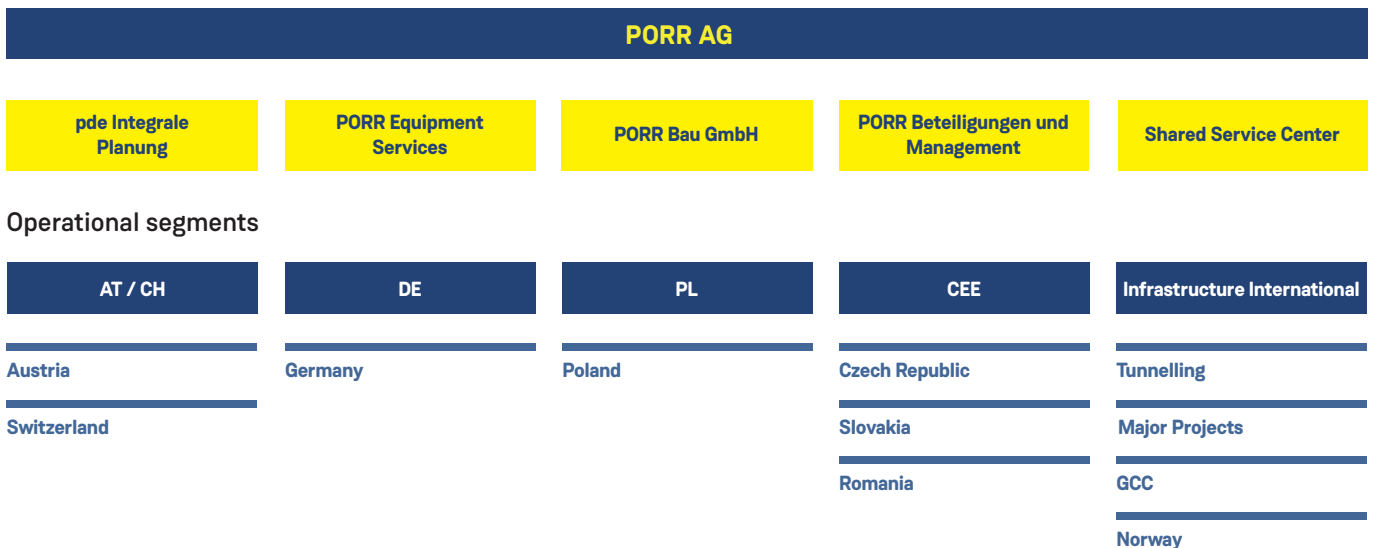 PORR AG
pde Integrale
Planung
PORR Equipment
Services
PORR Bau GmbH
PORR Beteiligungen und
Management
Shared Service Center
Operational segments
AT / CH
DE
PL
CEE
Infrastructure International
Austria
Germany
Poland
Czech Republic
Tunnelling
Switzerland
Slovakia
Major Projects
Romania
GCC
Norway